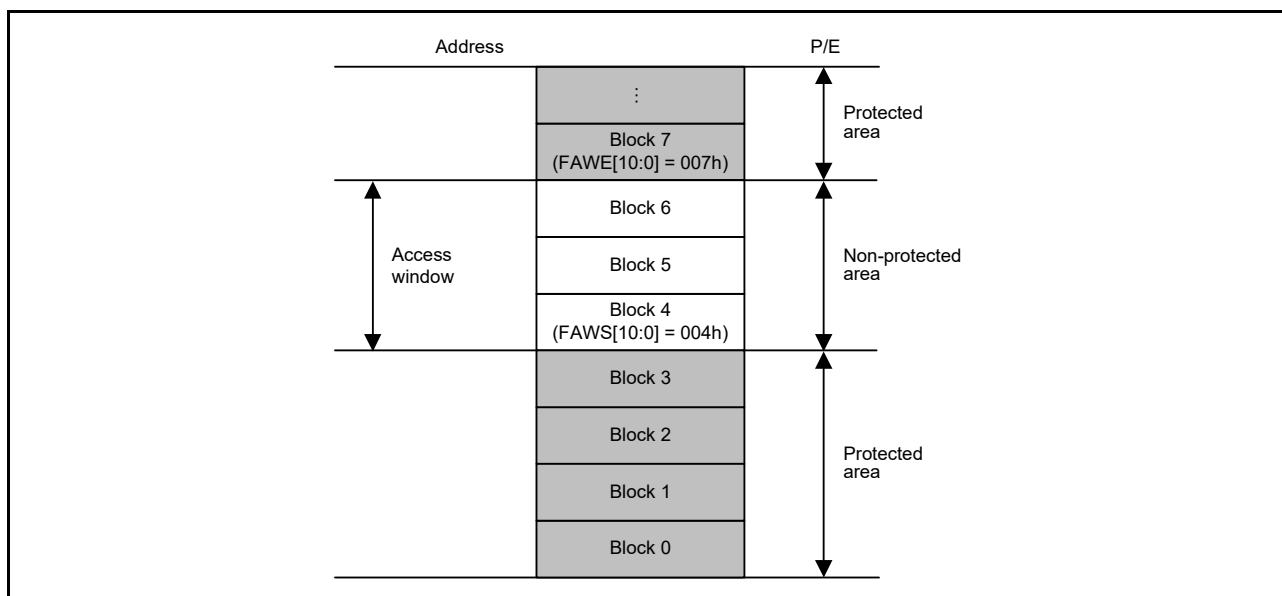 Address P/E
⋮
Protected
area
Block 7
(FAWE[10:0] = 007h)
Block 6
Access
window
Block 5
Non-protected
area
Block 4
(FAWS[10:0] = 004h)
Block 3
Block 2
Protected
area
Block 1
Block 0